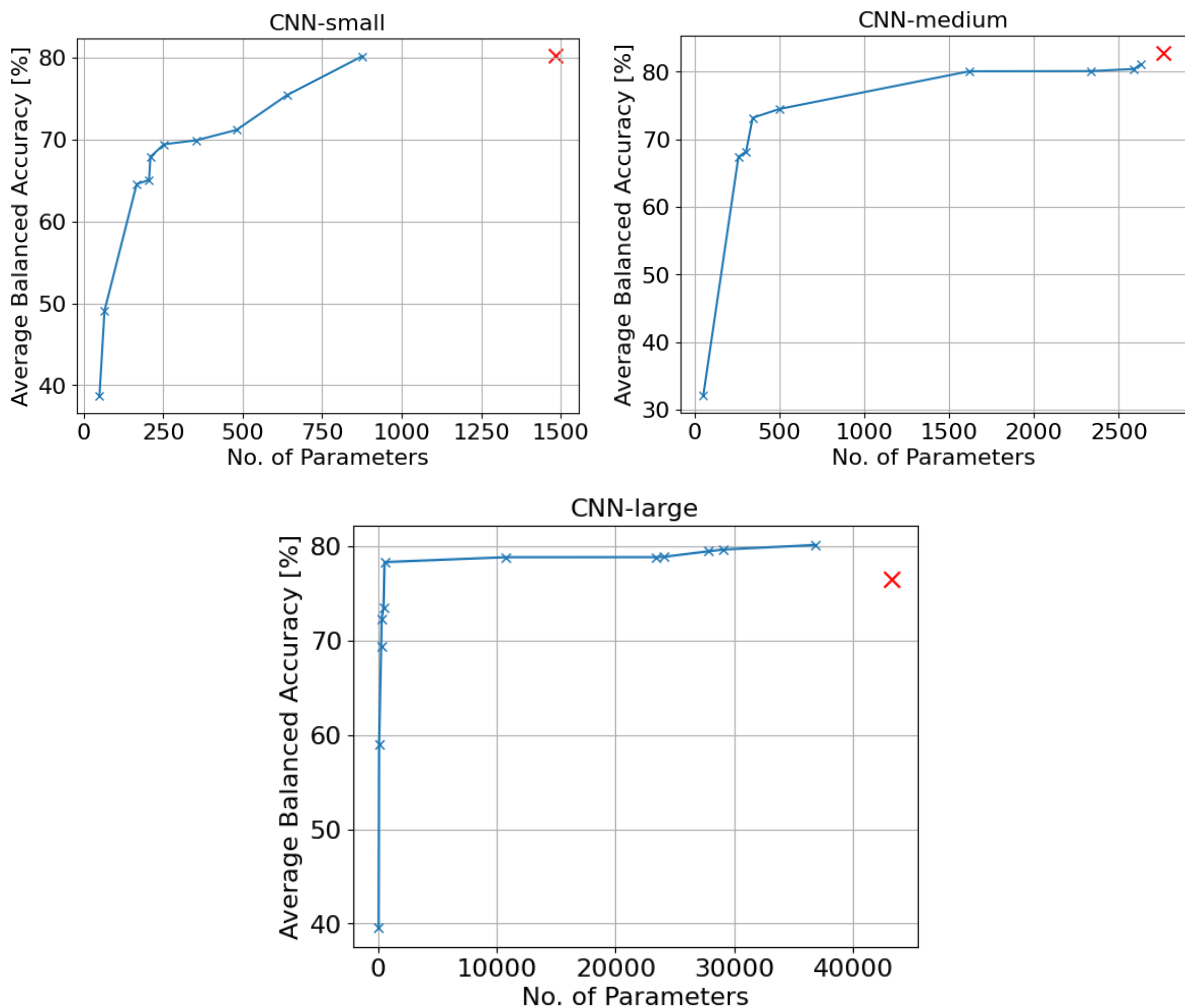 CNN-small
Average Balanced Accuracy [%]
80
70
60
50
40
0 250 500 750 1000 1250 1500
No. of Parameters
CNN-medium
Average Balanced Accuracy [%]
80
70
60
50
40
30
0 500 1000 1500 2000 2500
No. of Parameters
CNN-large
Average Balanced Accuracy [%]
80
70
60
50
40
0 10000 20000 30000 40000
No. of Parameters